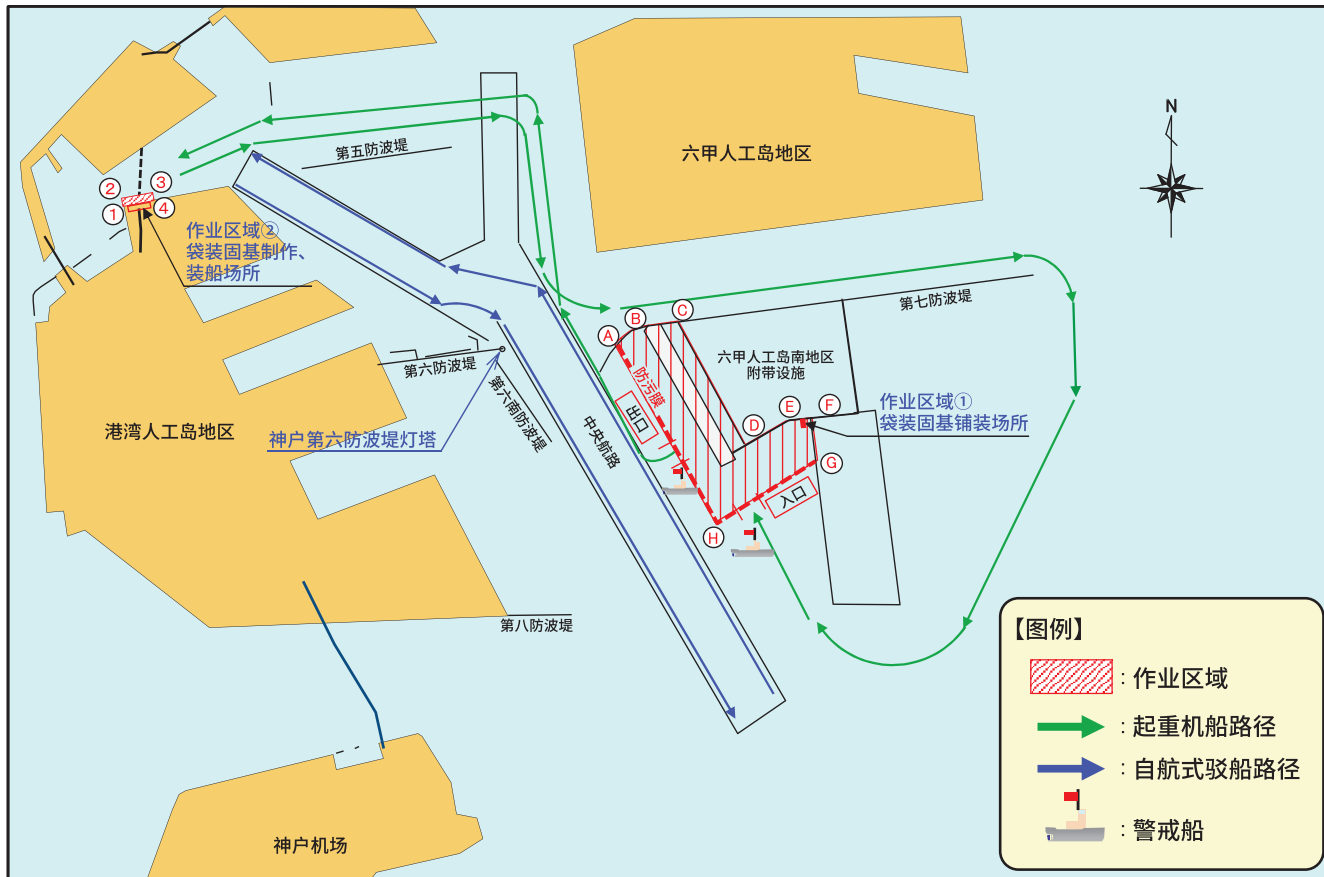 N
六甲人工岛地区
第五防波堤
②
③
①
④
作业区域②
袋装固基制作、
装船场所
第七防波堤
A
B
C
六甲人工岛南地区
附带设施
防污膜
出口
D
E
F
G
H
入口
作业区域①
袋装固基铺装场所
第六防波堤
第六南防波堤
中央航路
港湾人工岛地区
神户第六防波堤灯塔
第八防波堤
神户机场
【图例】
：作业区域
：起重机船路径
：自航式驳船路径
：警戒船